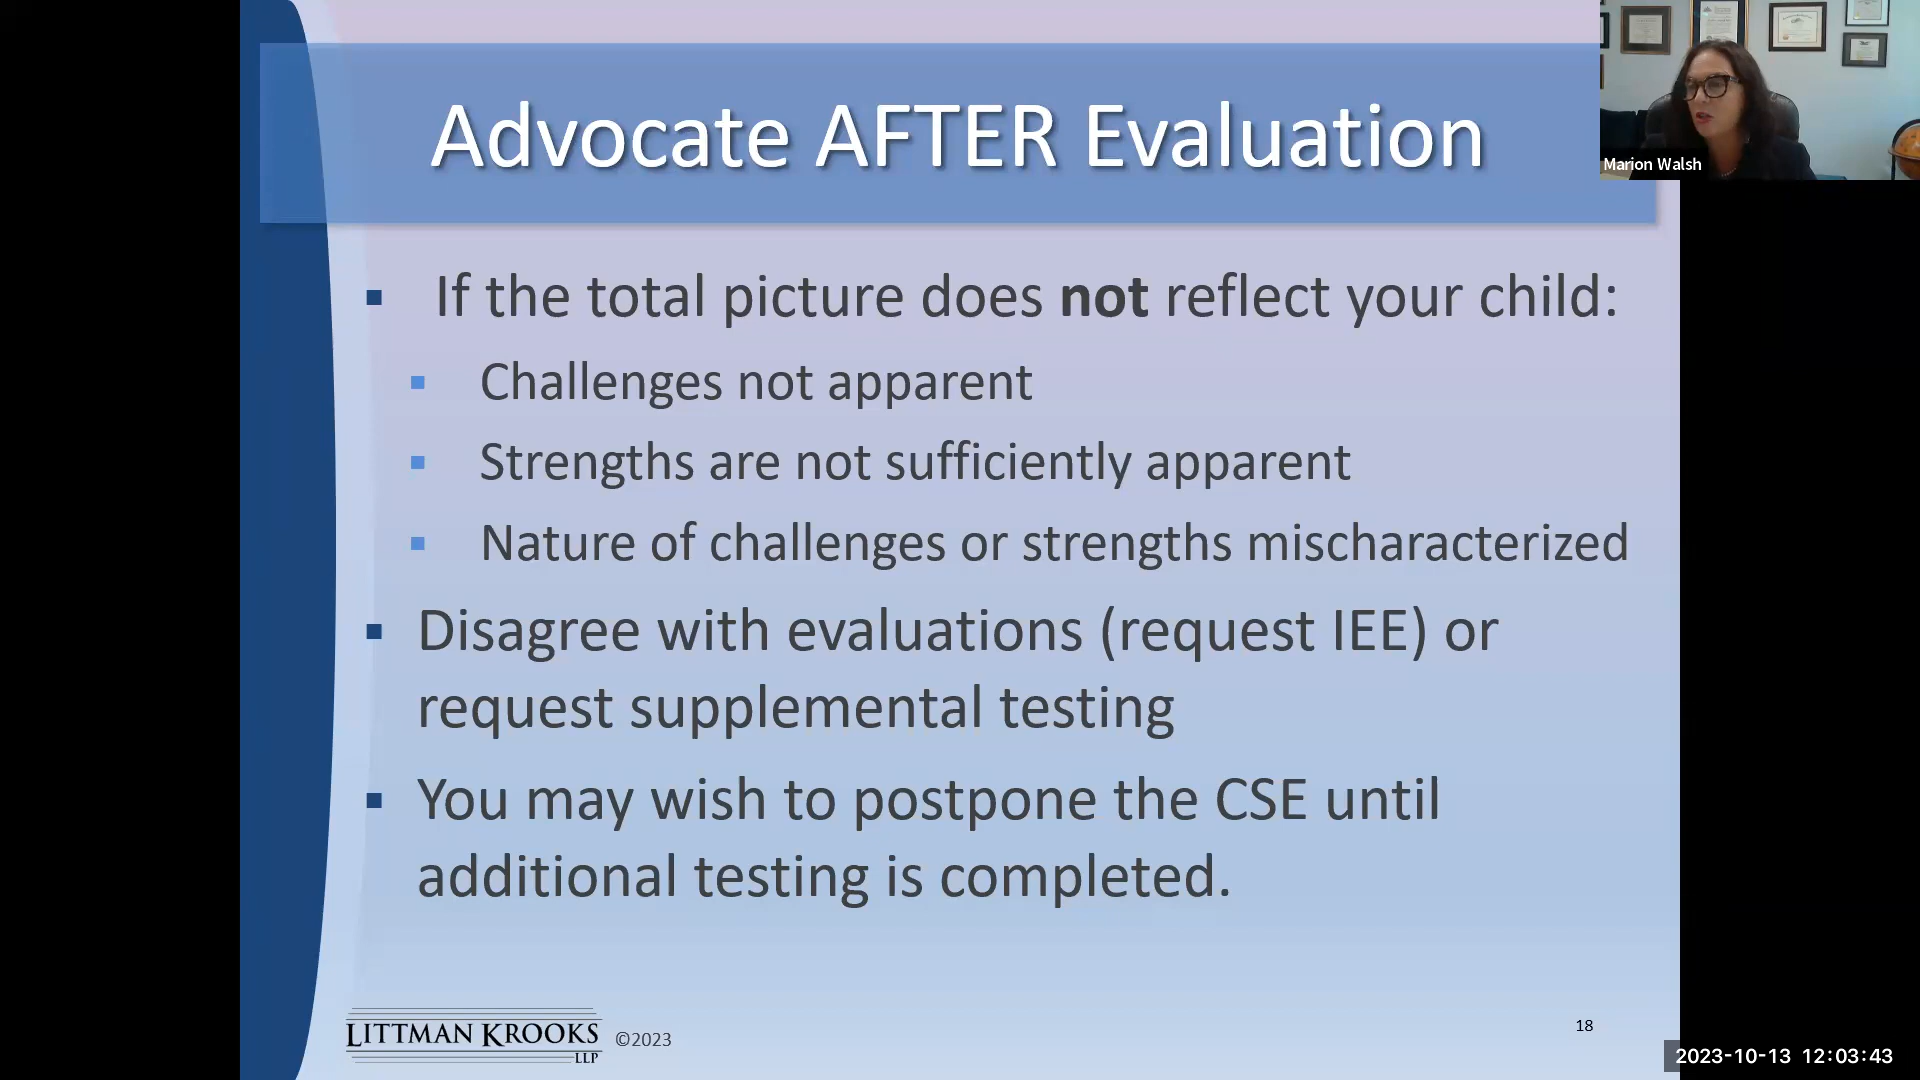 Advocate AFTER Evaluation
Marion Walsh
If the total picture does not reflect your child:
Challenges not apparent
Strengths are not sufficiently apparent
Nature of challenges or strengths mischaracterized
Disagree with evaluations (request IEE) or
request supplemental testing
You may wish to postpone the CSE until
additional testing is completed.
LITTMAN KROOKS
LLP
©2023
18
2023-10-13 12:03:43